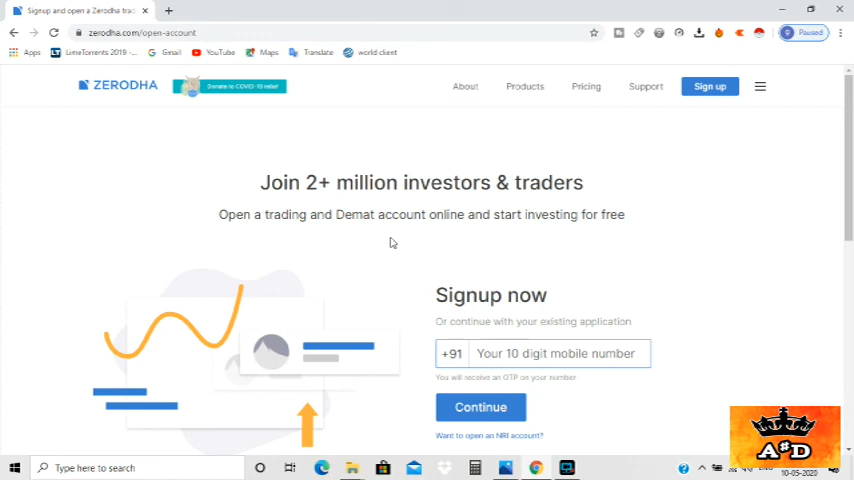 Signup and open a Zerodha trad
zerodha.com/open-account
Paused
Apps
LimeTorrents 2019 -...
Gmail
YouTube
Maps
Translate
world client
ZERODHA
Donate to COVID-19 relief
About
Products
Pricing
Support
Sign up
Join 2+ million investors & traders
Open a trading and Demat account online and start investing for free
Signup now
Or continue with your existing application
+91
Your 10 digit mobile number
You will receive an OTP on your number
Continue
Want to open an NRI account?
A#D
Type here to search
10-05-2020